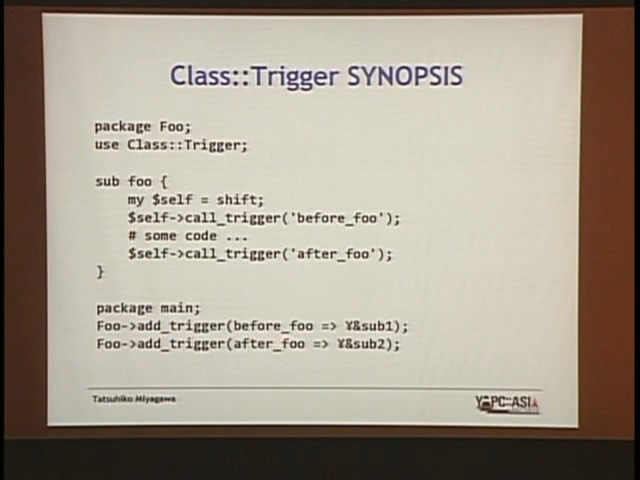 Class::Trigger SYNOPSIS
package Foo;
use Class::Trigger;
sub foo {
my $self = shift;
$self->call_trigger('before_foo');
# some code ...
$self->call_trigger('after_foo');
}
package main;
Foo->add_trigger(before_foo => ¥&sub1);
Foo->add_trigger(after_foo => ¥&sub2);
Tatsuhiko Miyagawa
YAPC::ASIA